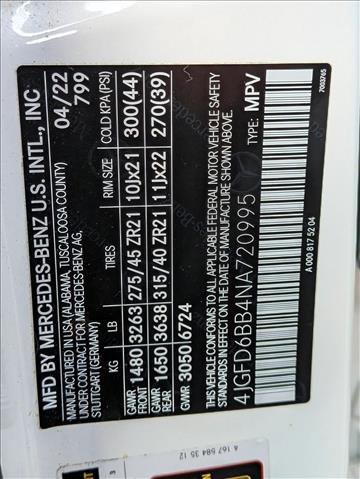 MFD BY MERCEDES-BENZ U.S. INTL., INC
MANUFACTURED IN USA (ALABAMA, TUSCALOOSA COUNTY)
UNDER CONTRACT FOR MERCEDES-BENZ AG,
STUTTGART (GERMANY)
04/22
799
KG LB TIRES RIM SIZE COLD KPA(PSI)
GAWR FRONT 1480 3263 275/45 ZR21 10Jx21 300(44)
GAWR REAR 1650 3638 315/40 ZR21 11Jx22 270(39)
GVWR 3050 6724
THIS VEHICLE CONFORMS TO ALL APPLICABLE FEDERAL MOTOR VEHICLE SAFETY
STANDARDS IN EFFECT ON THE DATE OF MANUFACTURE SHOWN ABOVE.
4JGFD6BB4NA720995 TYPE: MPV
A 000 817 52 04
7003765
A 167 584 35 12
3